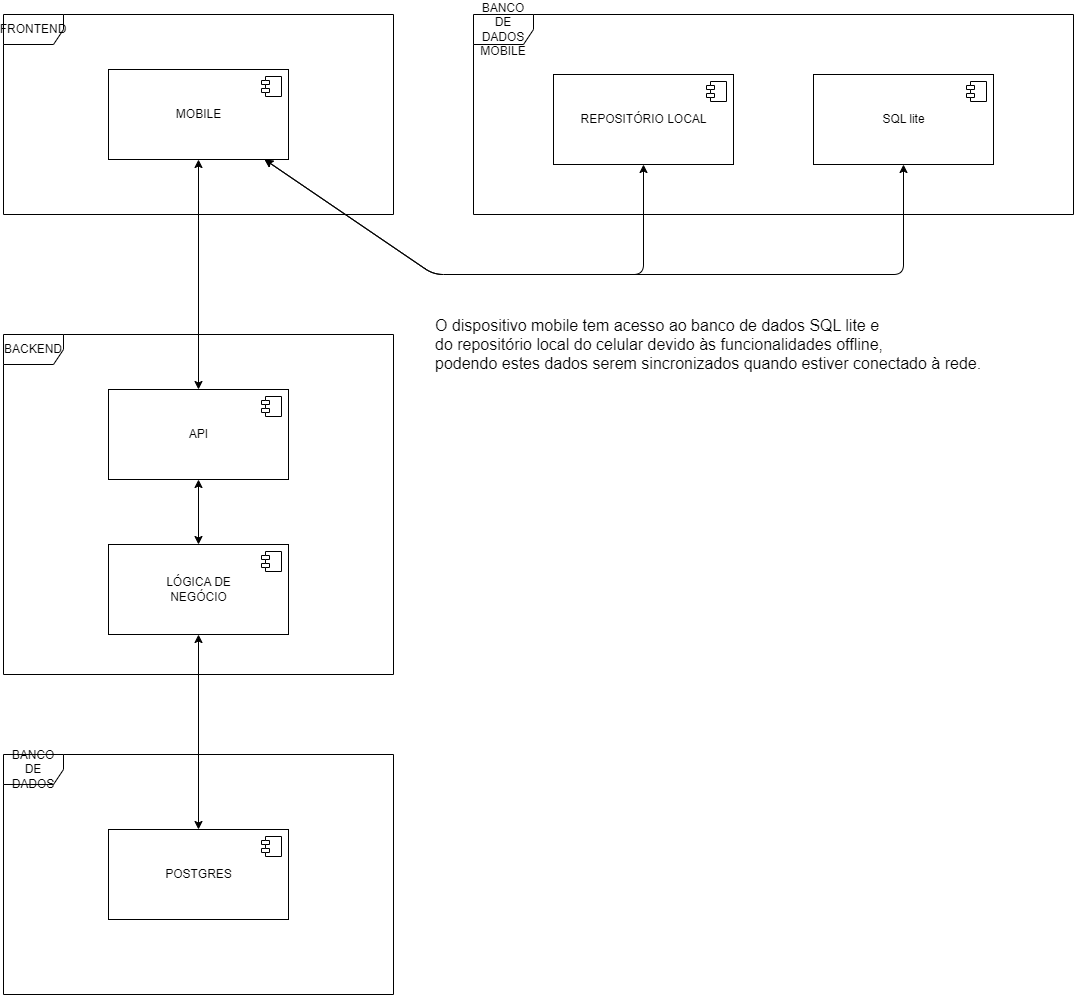 FRONTEND
MOBILE
BANCO
DE
DADOS
MOBILE
REPOSITÓRIO LOCAL
SQL lite
O dispositivo mobile tem acesso ao banco de dados SQL lite e
do repositório local do celular devido às funcionalidades offline,
podendo estes dados serem sincronizados quando estiver conectado à rede.
BACKEND
API
LÓGICA DE
NEGÓCIO
BANCO
DE
DADOS
POSTGRES